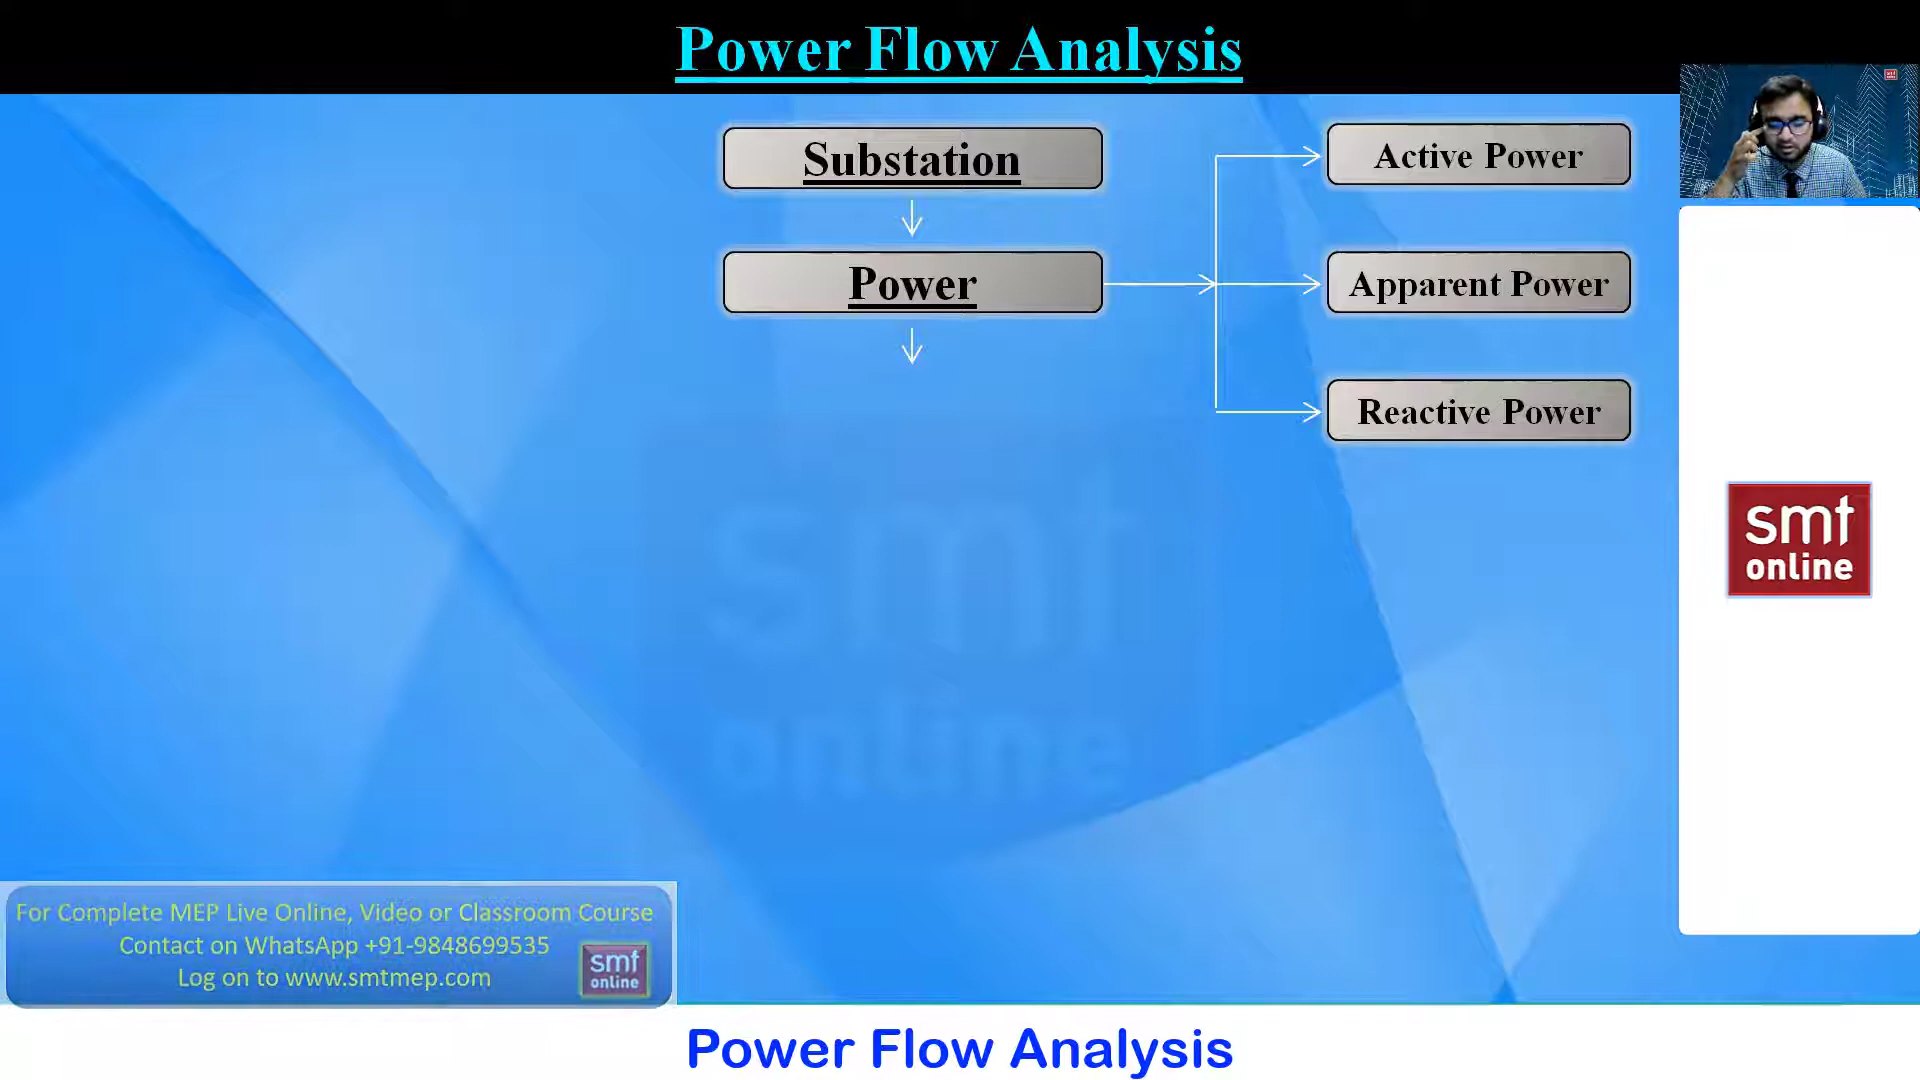 Power Flow Analysis
Substation
Active Power
Power
Apparent Power
Reactive Power
smt
online
smt
online
For Complete MEP Live Online, Video or Classroom Course
Contact on WhatsApp +91-9848699535
Log on to www.smtmep.com
smt
online
Power Flow Analysis